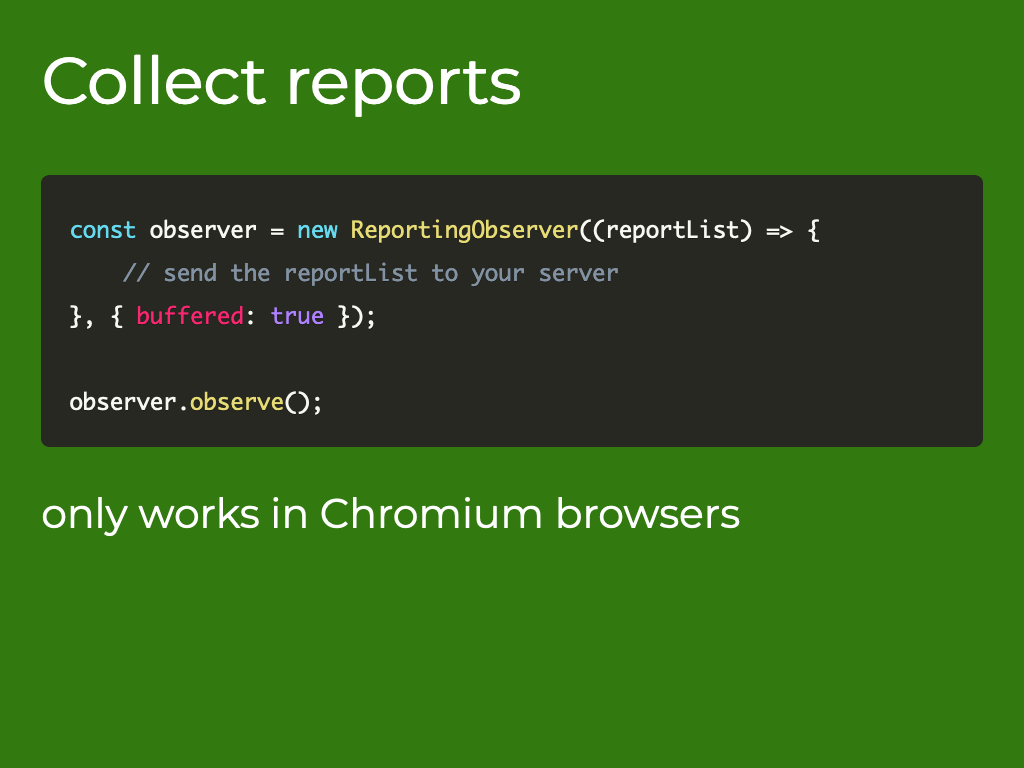 Collect reports
const observer = new ReportingObserver((reportList) => {
    // send the reportList to your server
}, { buffered: true });
observer.observe();
only works in Chromium browsers